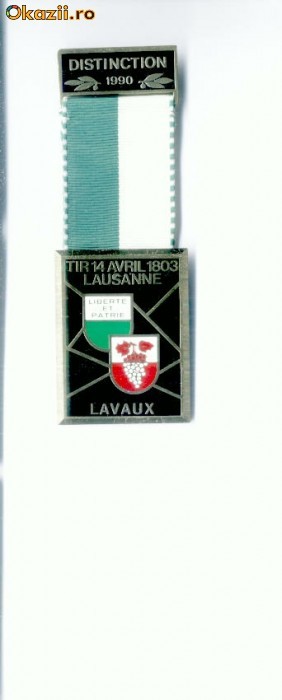 Okazii.ro
DISTINCTION
1990
TIR 14 AVRIL 1803
LAUSANNE
LIBERTE
ET
PATRIE
LAVAUX